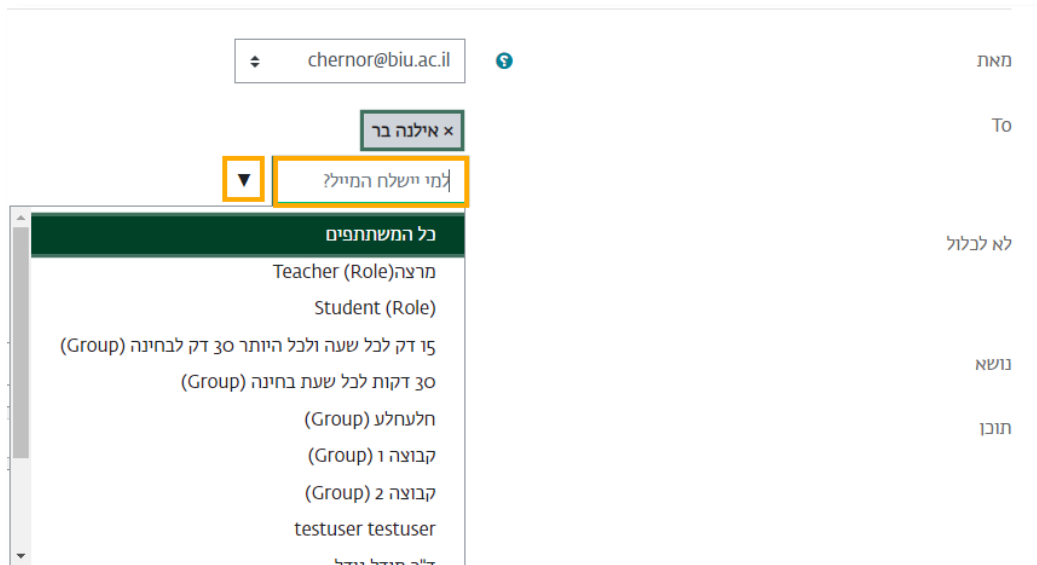 מאת
chernor@biu.ac.il
To
× אילנה בר
למי יישלח המייל?
כל המשתתפים
מרצה(Teacher (Role
Student (Role)
15 דק לכל שעה ולכל היותר 30 דק לבחינה (Group)
30 דקות לכל שעת בחינה (Group)
חלעחלע (Group)
קבוצה 1 (Group)
קבוצה 2 (Group)
testuser testuser
לא לכלול
נושא
תוכן